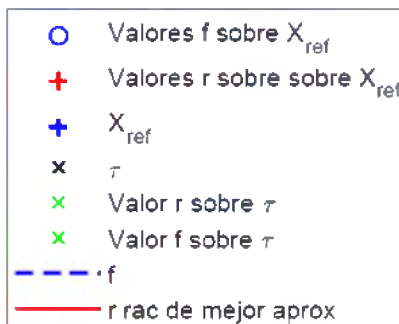 Valores f sobre X_ref
Valores r sobre sobre X_ref
X_ref
τ
Valor r sobre τ
Valor f sobre τ
f
r rac de mejor aprox